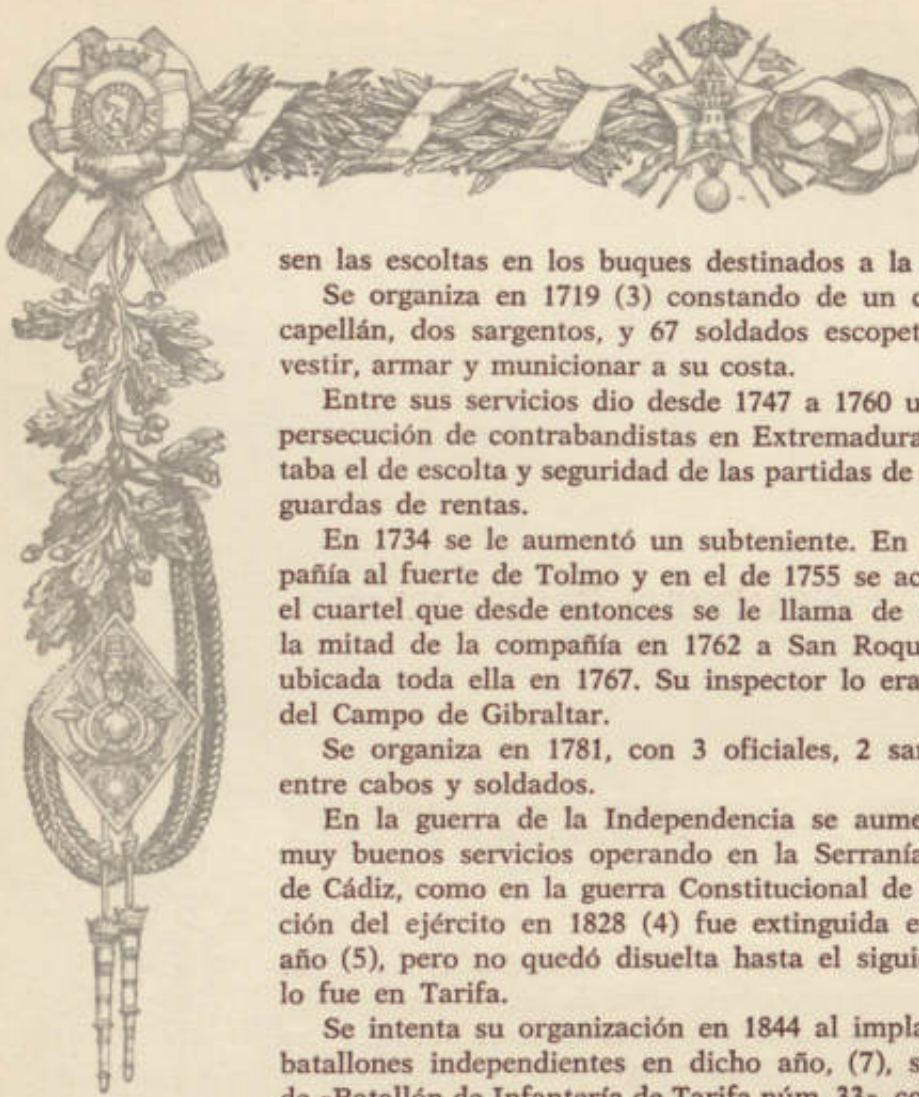 sen las escoltas en los buques destinados a la
Se organiza en 1719 (3) constando de un
capellán, dos sargentos, y 67 soldados
vestir, armar y municionar a su costa.
Entre sus servicios dio desde 1747 a 1760
persecución de contrabandistas en Extremadura
taba el de escolta y seguridad de las partidas de
guardas de rentas.
En 1734 se le aumentó un subteniente. En
pañía al fuerte de Tolmo y en el de 1755 se
el cuartel que desde entonces se le llama de
la mitad de la compañía en 1762 a San
ubicada toda ella en 1767. Su inspector lo era
del Campo de Gibraltar.
Se organiza en 1781, con 3 oficiales, 2
entre cabos y soldados.
En la guerra de la Independencia se
muy buenos servicios operando en la Serranía
de Cádiz, como en la guerra Constitucional de
ción del ejército en 1828 (4) fue extinguida
año (5), pero no quedó disuelta hasta el
lo fue en Tarifa.
Se intenta su organización en 1844 al
batallones independientes en dicho año, (7),
de «Batallón de Infantería de Tarifa núm. 33»